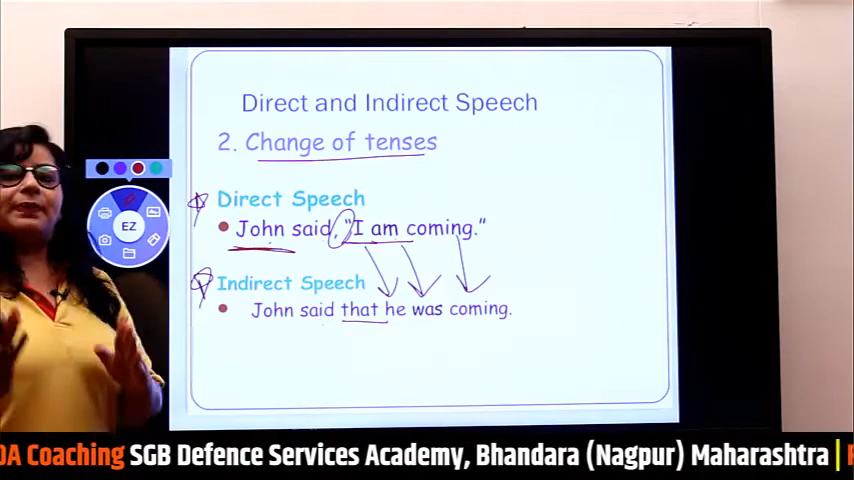 Direct and Indirect Speech
2. Change of tenses
Direct Speech
John said, "I am coming."
EZ
Indirect Speech
John said that he was coming.
DA Coaching SGB Defence Services Academy, Bhandara (Nagpur) Maharashtra |